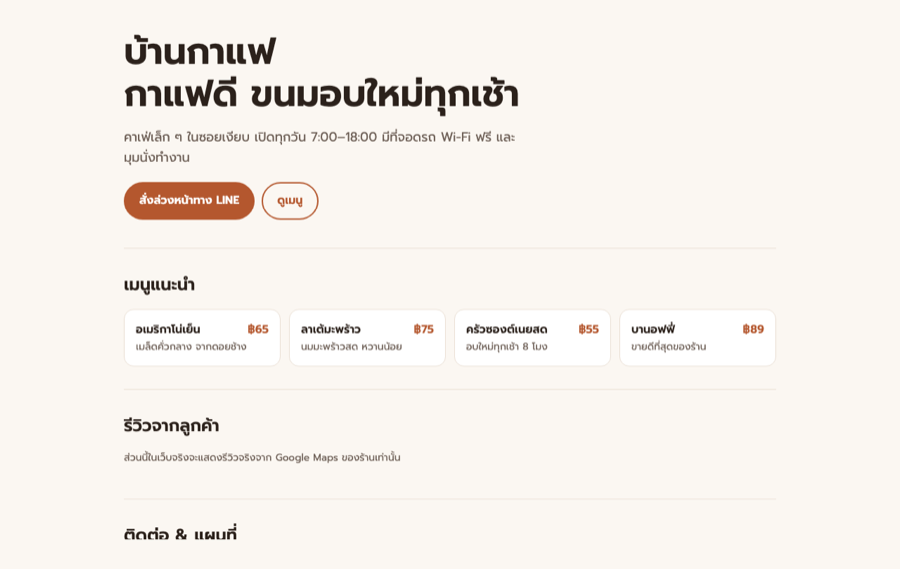 บ้านกาแฟ
กาแฟดี ขนมอบใหม่ทุกเช้า
คาเฟ่เล็ก ๆ ในซอยเงียบ เปิดทุกวัน 7:00–18:00 มีที่จอดรถ Wi-Fi ฟรี และ
มุมนั่งทำงาน
สั่งล่วงหน้าทาง LINE
ดูเมนู
เมนูแนะนำ
อเมริกาโน่เย็น ฿65
เมล็ดคั่วกลาง จากดอยช้าง
ลาเต้มะพร้าว ฿75
นมมะพร้าวสด หวานน้อย
ครัวซองต์เนยสด ฿55
อบใหม่ทุกเช้า 8 โมง
บานอฟฟี่ ฿89
ขายดีที่สุดของร้าน
รีวิวจากลูกค้า
ส่วนนี้ในเว็บจริงจะแสดงรีวิวจริงจาก Google Maps ของร้านเท่านั้น
ติดต่อ & แผนที่